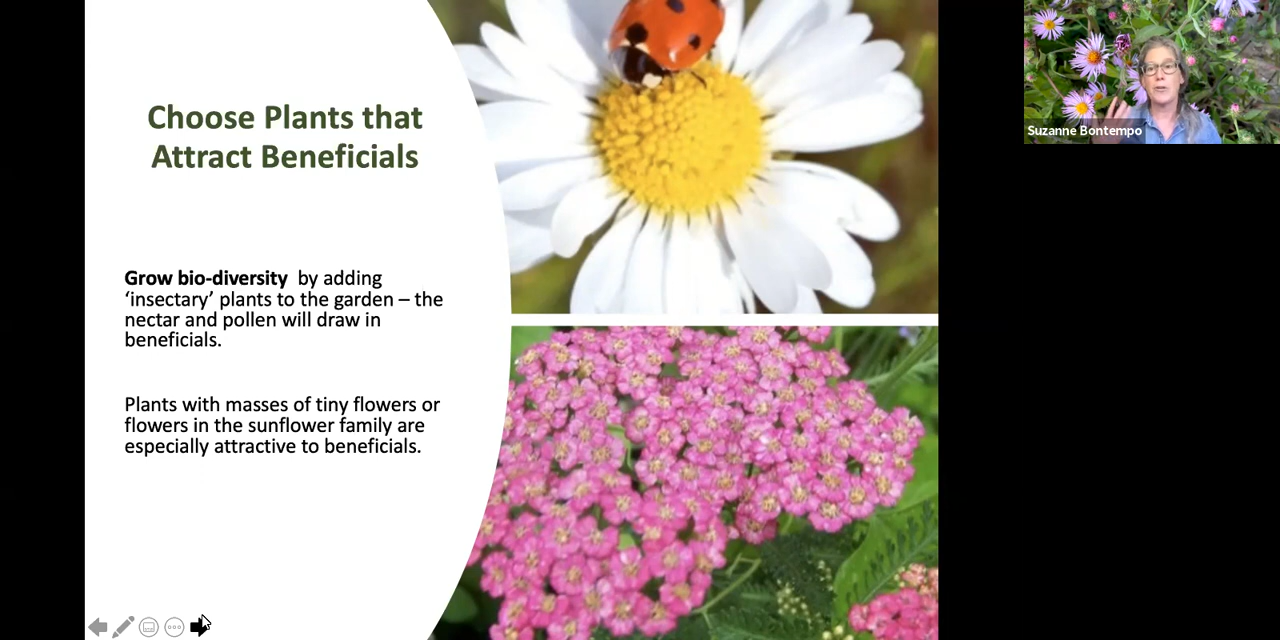 Choose Plants that
Attract Beneficials
Grow bio-diversity by adding
‘insectary’ plants to the garden – the
nectar and pollen will draw in
beneficials.
Plants with masses of tiny flowers or
flowers in the sunflower family are
especially attractive to beneficials.
Suzanne Bontempo